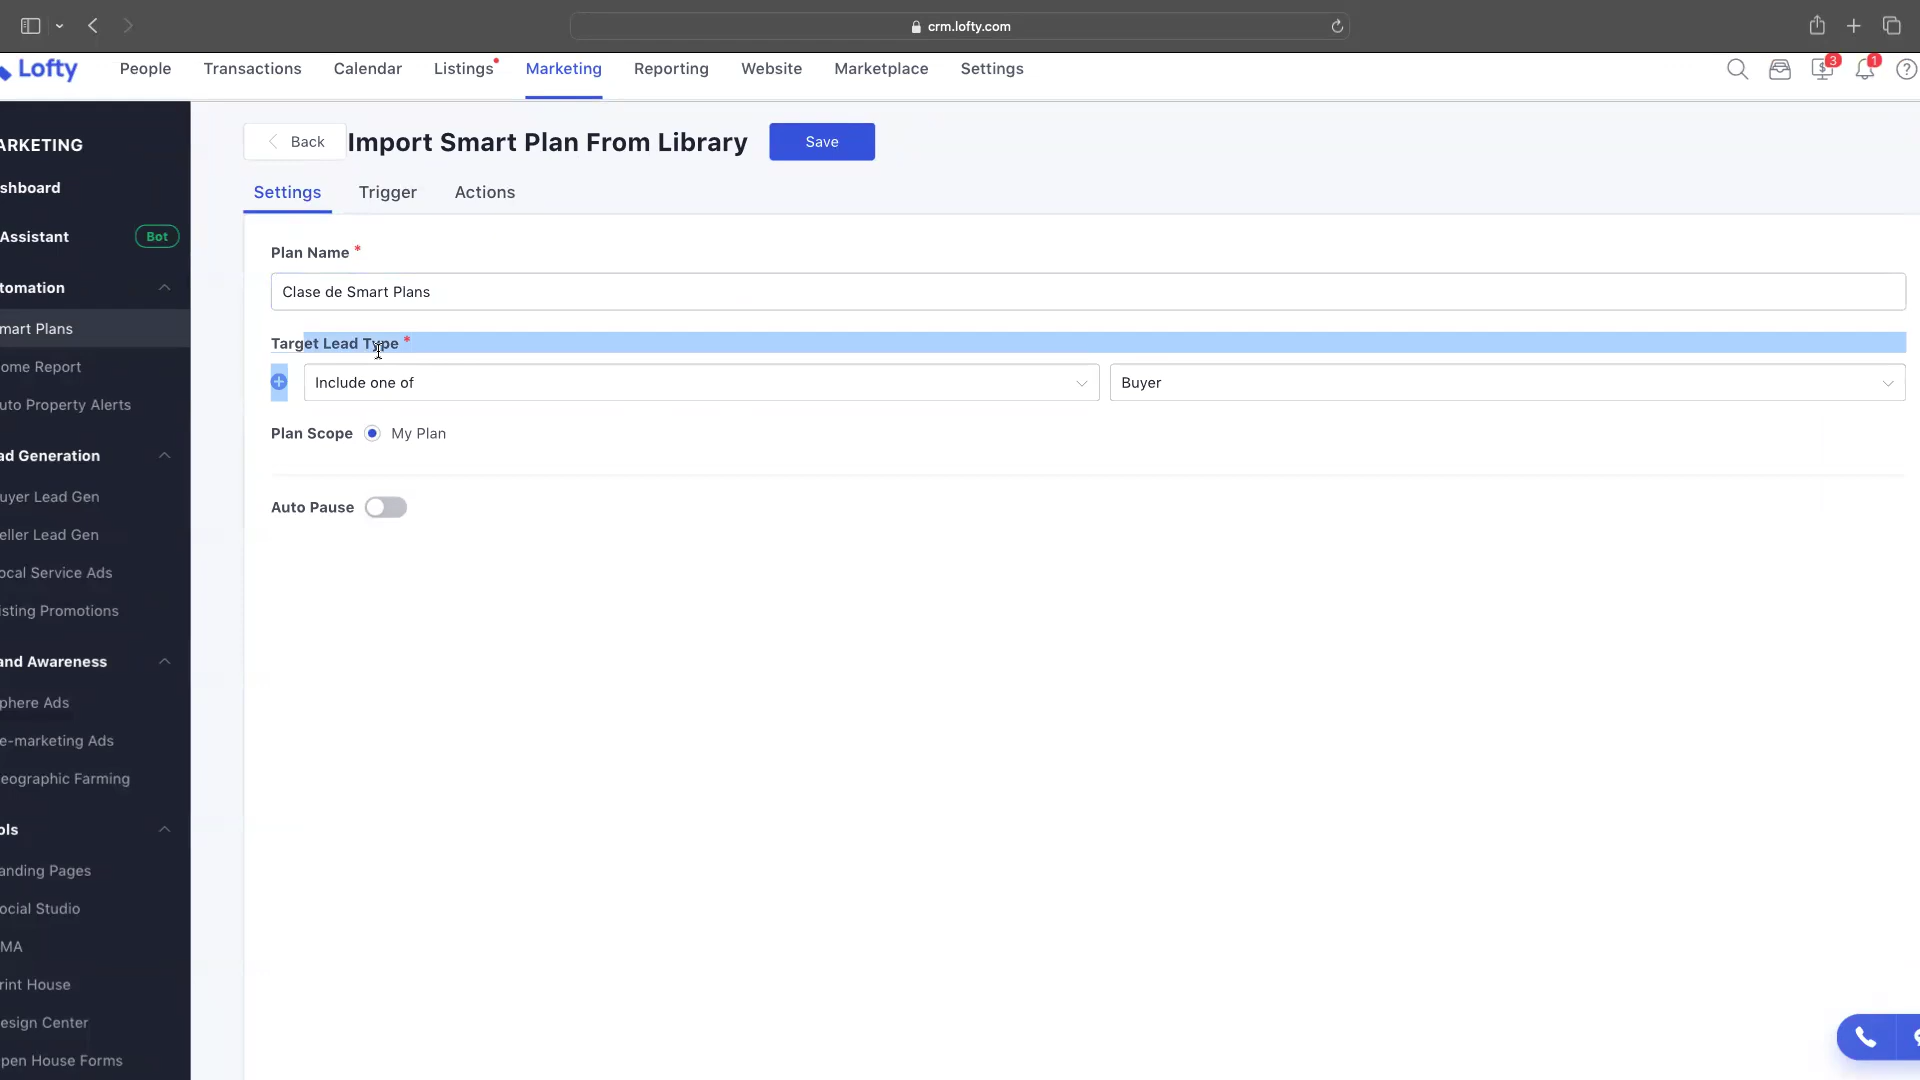 crm.lofty.com
Lofty
People
Transactions
Calendar
Listings
Marketing
Reporting
Website
Marketplace
Settings
3
1
ARKETING
shboard
Assistant
Bot
tomation
mart Plans
ome Report
uto Property Alerts
ad Generation
uyer Lead Gen
eller Lead Gen
ocal Service Ads
isting Promotions
and Awareness
phere Ads
e-marketing Ads
eographic Farming
ols
anding Pages
ocial Studio
MA
rint House
esign Center
pen House Forms
Back
Import Smart Plan From Library
Save
Settings
Trigger
Actions
Plan Name *
Clase de Smart Plans
Target Lead Type *
Include one of
Buyer
Plan Scope
My Plan
Auto Pause